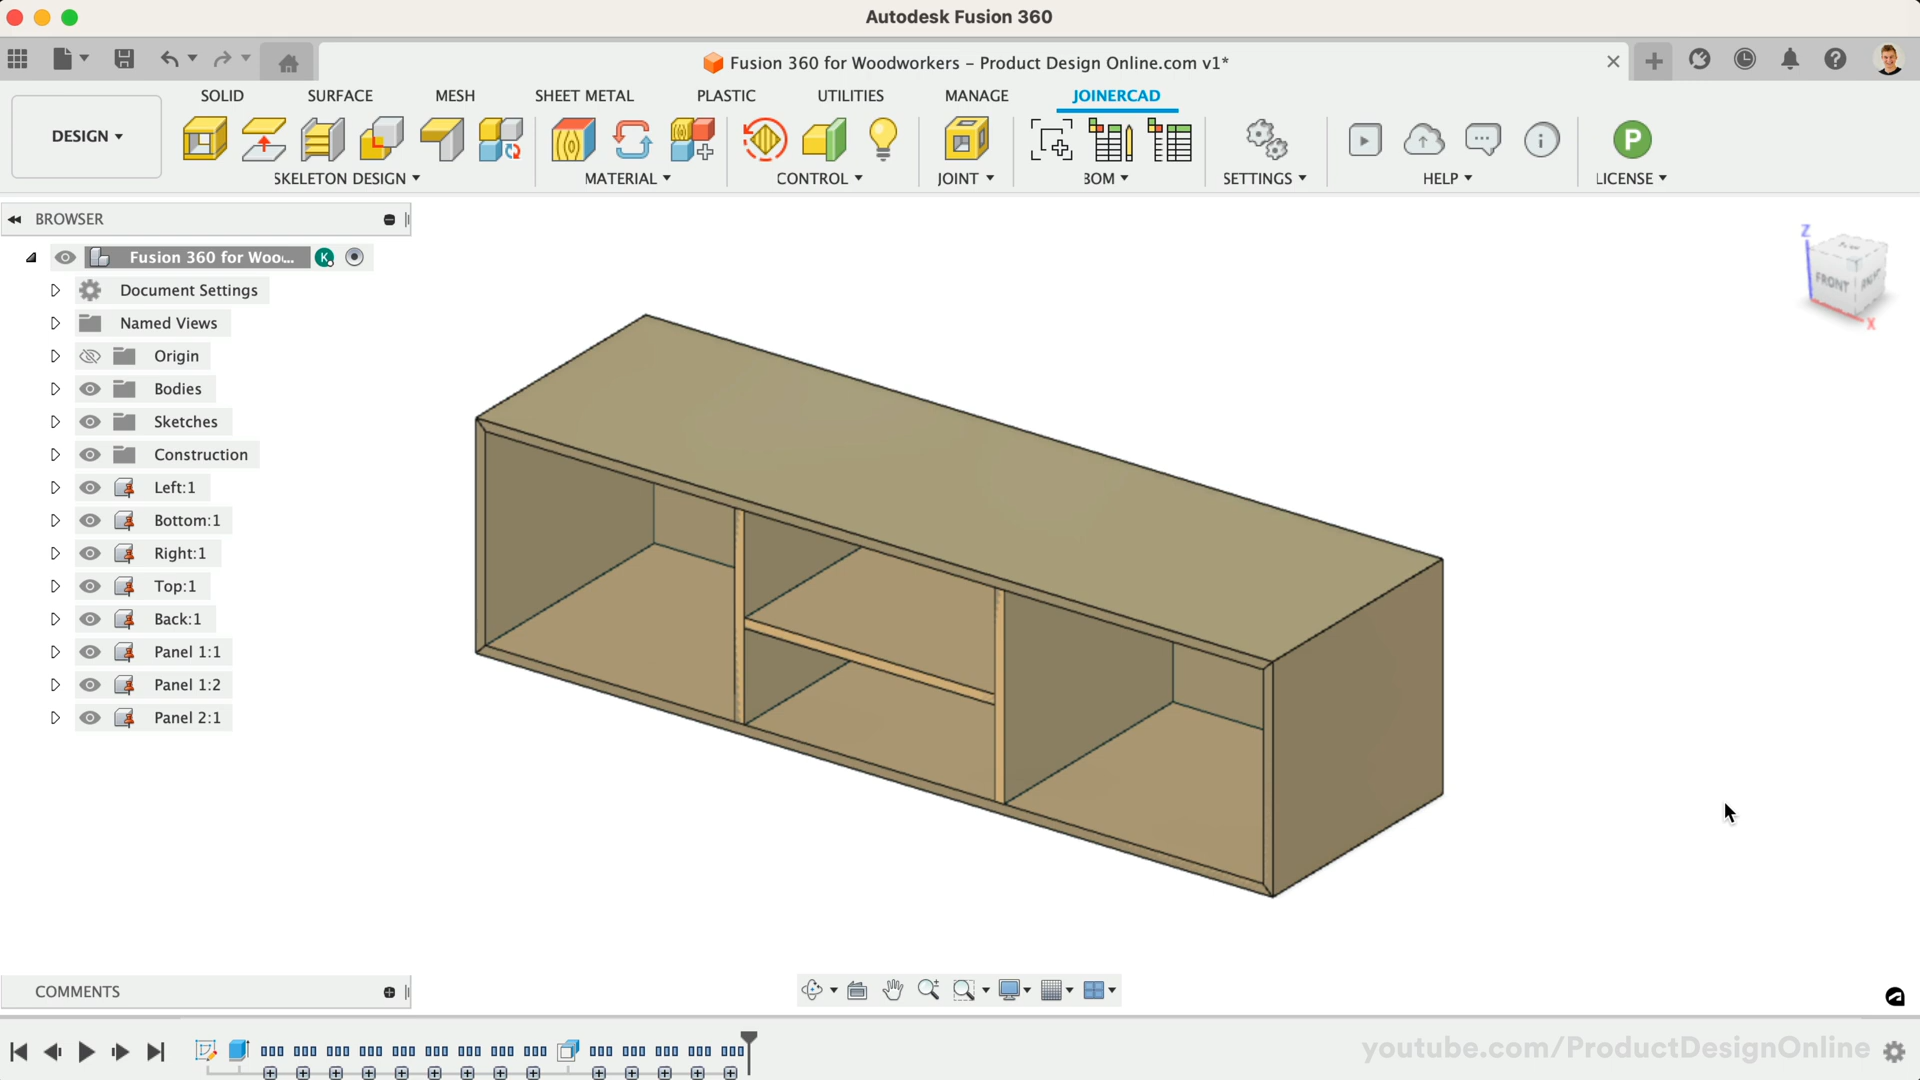 Autodesk Fusion 360
Fusion 360 for Woodworkers – Product Design Online.com v1*
SOLID SURFACE MESH SHEET METAL PLASTIC UTILITIES MANAGE JOINERCAD
DESIGN
P
SKELETON DESIGN MATERIAL CONTROL JOINT BOM SETTINGS HELP LICENSE
BROWSER
Fusion 360 for Woo... K
Document Settings
Named Views
Origin
Bodies
Sketches
Construction
Left:1
Bottom:1
Right:1
Top:1
Back:1
Panel 1:1
Panel 1:2
Panel 2:1
Z
FRONT
X
COMMENTS
youtube.com/ProductDesignOnline